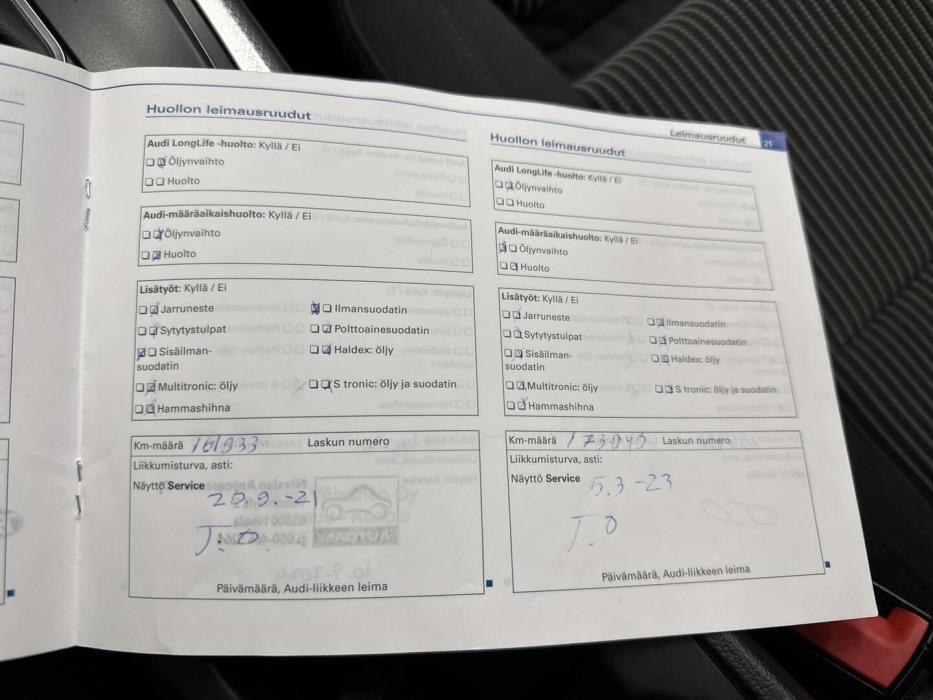 Leimausruudut 21
Huollon leimausruudut
Audi LongLife -huolto: Kyllä / Ei
Öljynvaihto
Huolto
Audi-määräaikaishuolto: Kyllä / Ei
Öljynvaihto
Huolto
Lisätyöt: Kyllä / Ei
Jarruneste
Ilmansuodatin
Sytytystulpat
Polttoainesuodatin
Sisäilman-
suodatin
Haldex: öljy
Multitronic: öljy
S tronic: öljy ja suodatin
Hammashihna
Km-määrä 161933 Laskun numero
Liikkumisturva, asti:
Näyttö Service
20.9.-21
J.O
Päivämäärä, Audi-liikkeen leima
Huollon leimausruudut
Audi LongLife -huolto: Kyllä / Ei
Öljynvaihto
Huolto
Audi-määräaikaishuolto: Kyllä / Ei
Öljynvaihto
Huolto
Lisätyöt: Kyllä / Ei
Jarruneste
Ilmansuodatin
Sytytystulpat
Polttoainesuodatin
Sisäilman-
suodatin
Haldex: öljy
Multitronic: öljy
S tronic: öljy ja suodatin
Hammashihna
Km-määrä 173045 Laskun numero
Liikkumisturva, asti:
Näyttö Service
5.3-23
J.O
Päivämäärä, Audi-liikkeen leima